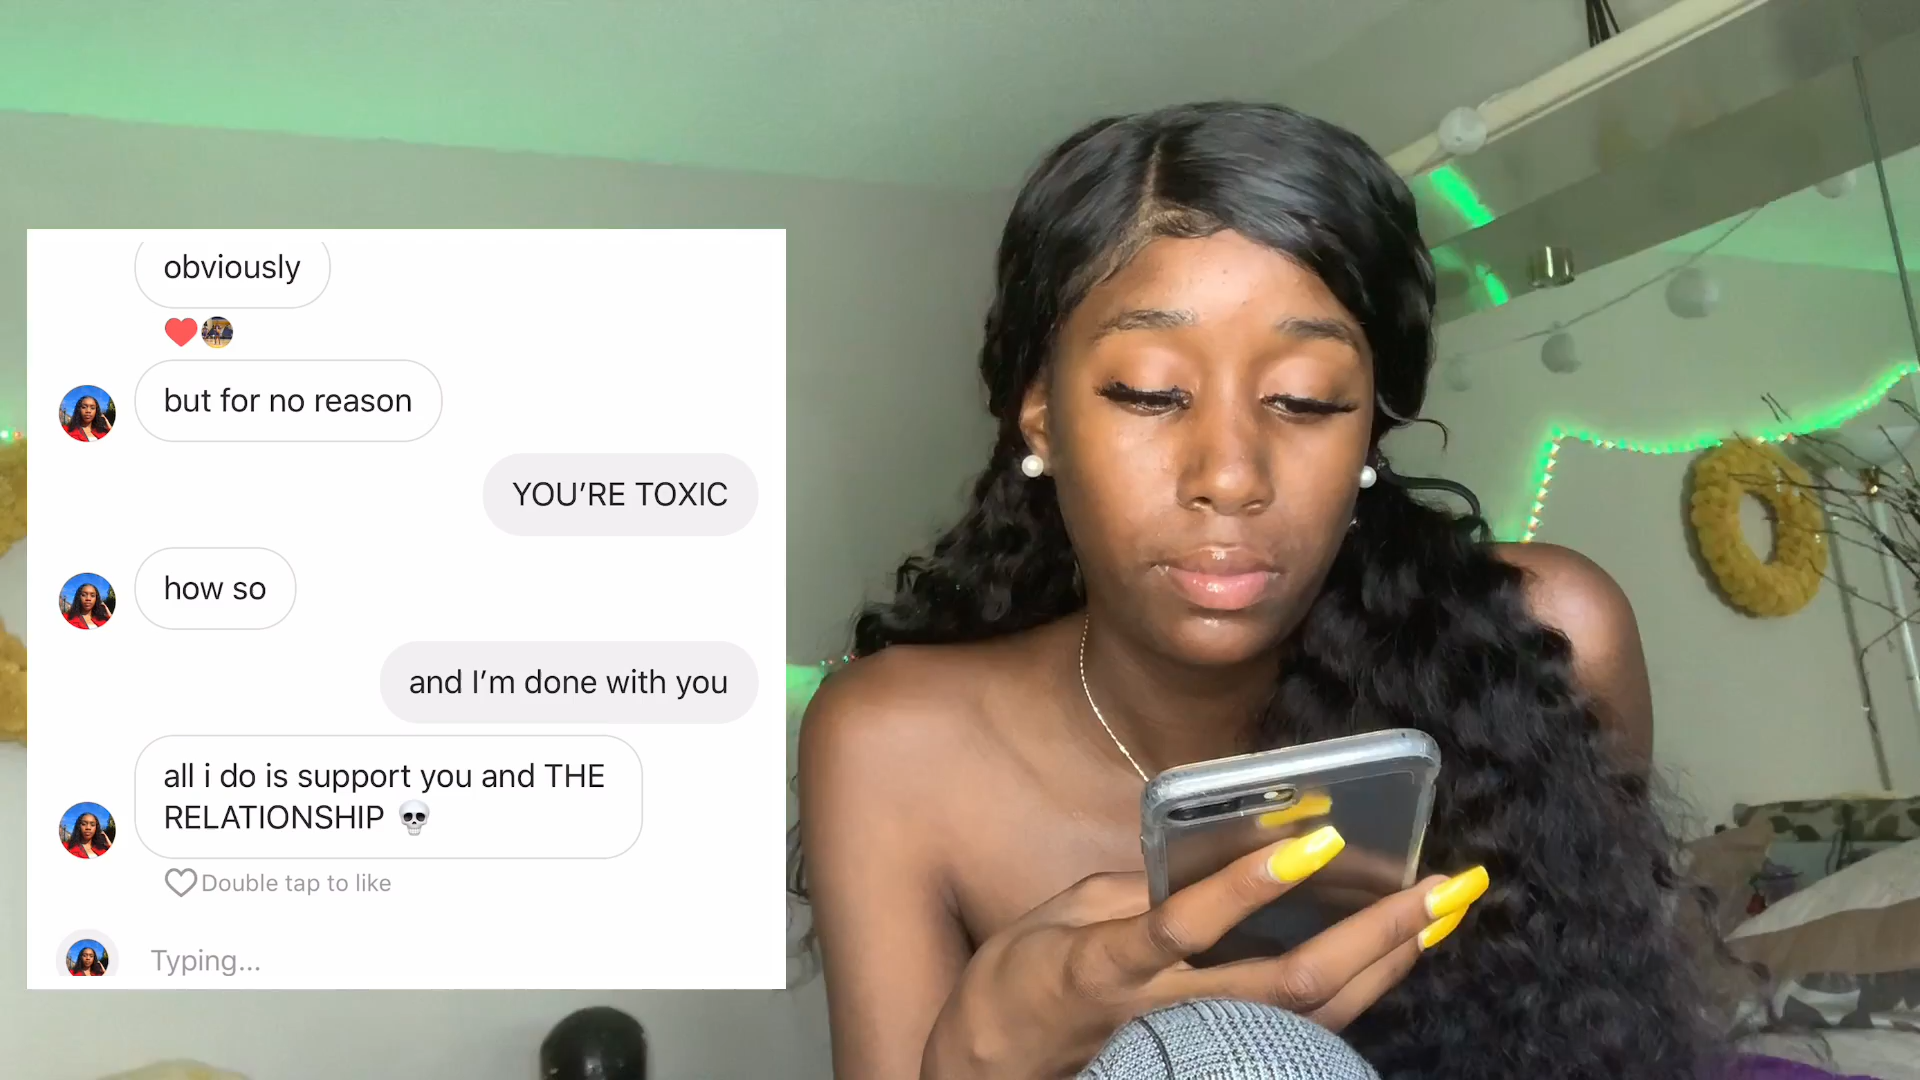 obviously
but for no reason
YOU’RE TOXIC
how so
and I’m done with you
all i do is support you and THE
RELATIONSHIP 💀
Double tap to like
Typing...